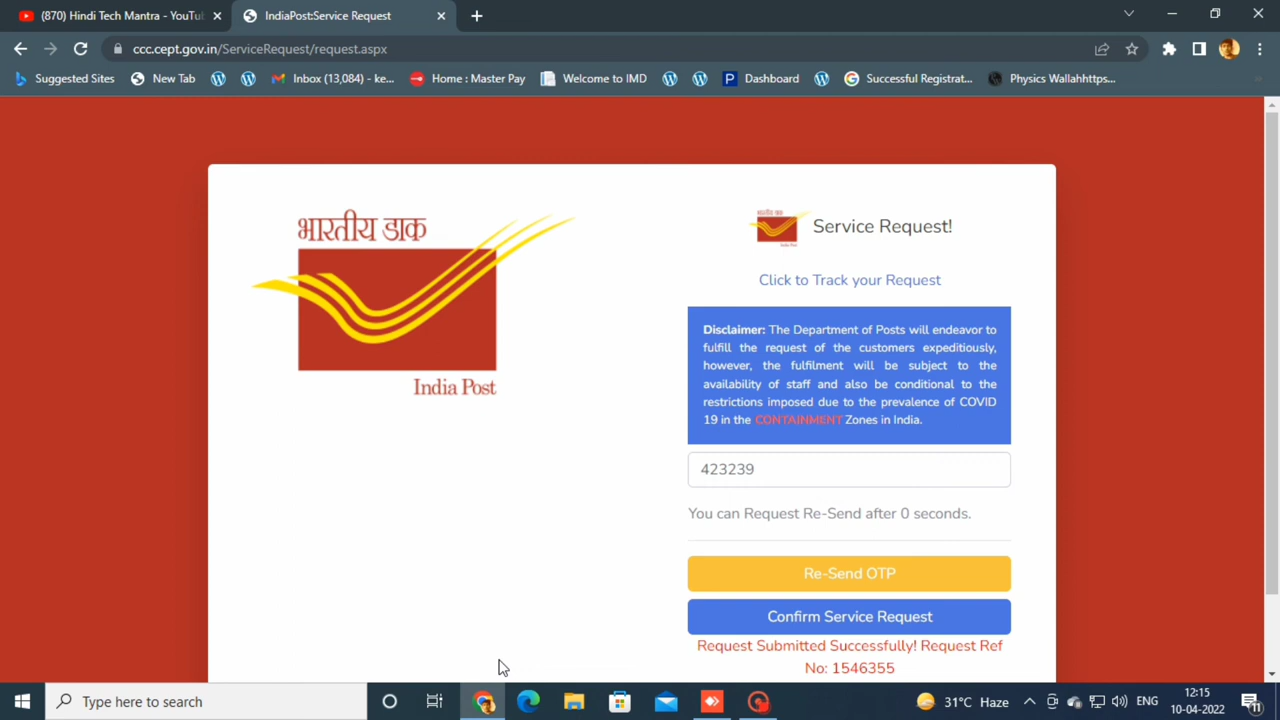 (870) Hindi Tech Mantra - YouTu
IndiaPost:Service Request
ccc.cept.gov.in/ServiceRequest/request.aspx
Suggested Sites
New Tab
Inbox (13,084) - ke...
Home : Master Pay
Welcome to IMD
Dashboard
Successful Registrat...
Physics Wallahhttps...
भारतीय डाक
India Post
Service Request!
Click to Track your Request
Disclaimer: The Department of Posts will endeavor to
fulfill the request of the customers expeditiously,
however, the fulfilment will be subject to the
availability of staff and also be conditional to the
restrictions imposed due to the prevalence of COVID
19 in the CONTAINMENT Zones in India.
423239
You can Request Re-Send after 0 seconds.
Re-Send OTP
Confirm Service Request
Request Submitted Successfully! Request Ref
No: 1546355
Type here to search
31°C Haze
ENG
12:15
10-04-2022
11